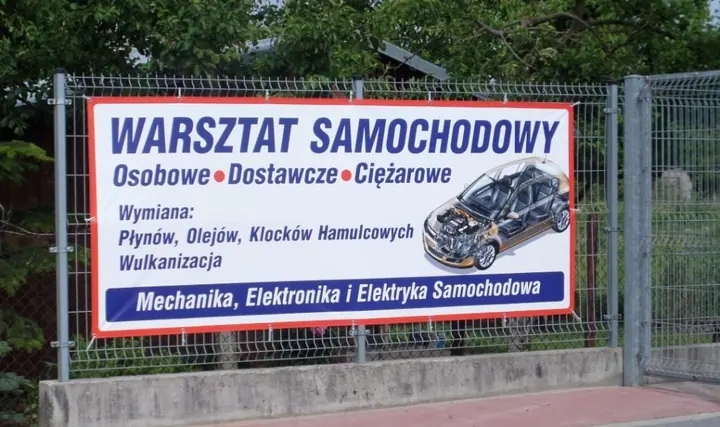 WARSZTAT SAMOCHODOWY
Osobowe • Dostawcze • Ciężarowe
Wymiana:
Płynów, Olejów, Klocków Hamulcowych
Wulkanizacja
Mechanika, Elektronika i Elektryka Samochodowa